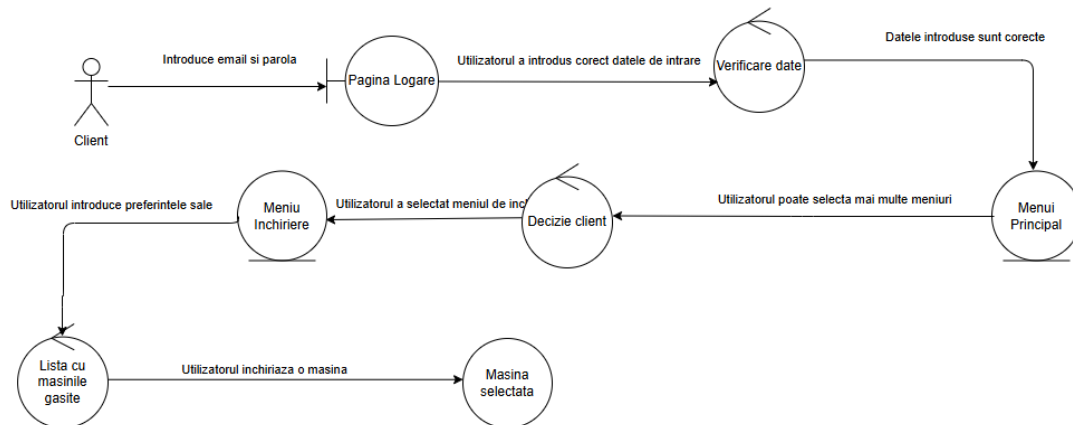 Introduce email si parola
Client
Pagina Logare
Utilizatorul a introdus corect datele de intrare
Verificare date
Datele introduse sunt corecte
Menui
Principal
Utilizatorul poate selecta mai multe meniuri
Decizie client
Utilizatorul a selectat meniul de
Meniu
Inchiriere
Utilizatorul introduce preferintele sale
Lista cu
masinile
gasite
Utilizatorul inchiriaza o masina
Masina
selectata